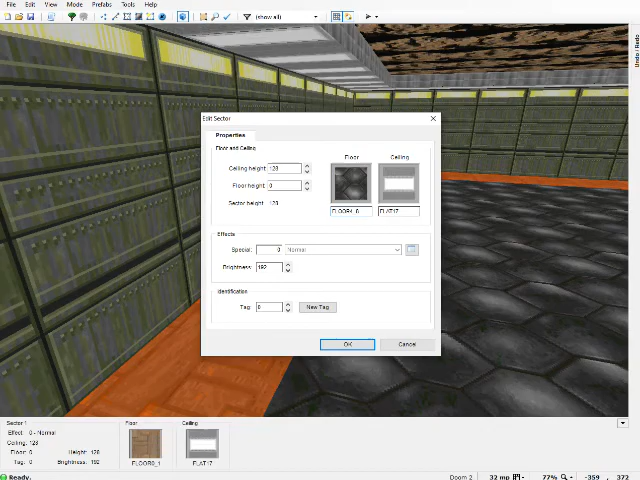 File Edit View Mode Prefabs Tools Help
(show all)
Undo / Redo
Edit Sector
Properties
Floor and Ceiling
Floor Ceiling
Ceiling height: 128
Floor height: 0
Sector height: 128
FLOOR4_8 FLAT17
Effects
Special: 0 Normal
Brightness: 192
Identification
Tag: 0 New Tag
OK Cancel
Sector 1
Effect: 0 - Normal
Ceiling: 128
Floor: 0 Height: 128
Tag: 0 Brightness: 192
Floor
FLOOR0_1
Ceiling
FLAT17
Ready. Doom 2 32 mp 77% -359 , 372